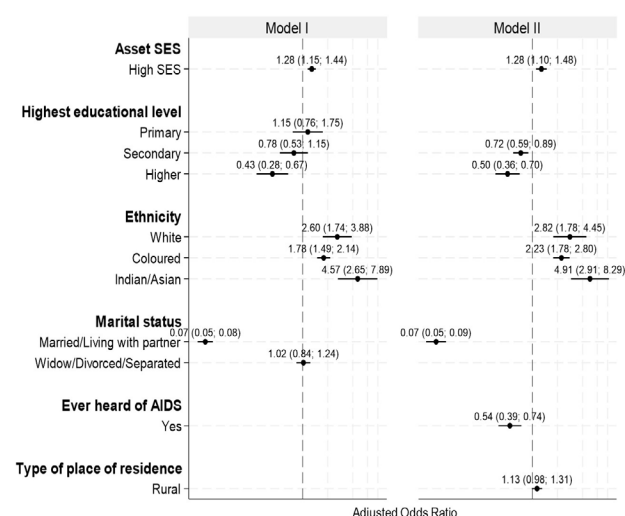 Model I Model II
Asset SES
High SES 1.28 (1.15; 1.44) 1.28 (1.10; 1.48)
Highest educational level
Primary 1.15 (0.76; 1.75)
Secondary 0.78 (0.53; 1.15) 0.72 (0.59; 0.89)
Higher 0.43 (0.28; 0.67) 0.50 (0.36; 0.70)
Ethnicity
White 2.60 (1.74; 3.88) 2.82 (1.78; 4.45)
Coloured 1.78 (1.49; 2.14) 2.23 (1.78; 2.80)
Indian/Asian 4.57 (2.65; 7.89) 4.91 (2.91; 8.29)
Marital status
Married/Living with partner 0.07 (0.05; 0.08) 0.07 (0.05; 0.09)
Widow/Divorced/Separated 1.02 (0.84; 1.24)
Ever heard of AIDS
Yes 0.54 (0.39; 0.74)
Type of place of residence
Rural 1.13 (0.98; 1.31)
Adjusted Odds Ratio